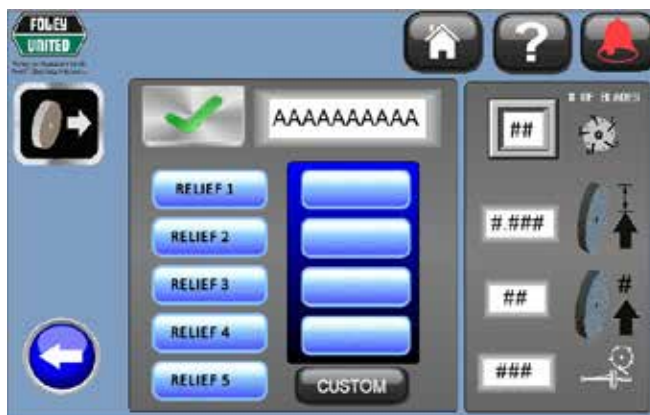 FOLEY
UNITED
?
AAAAAAAAAA
# OF BLADES
##
RELIEF 1
RELIEF 2
#.###
RELIEF 3
##
#
RELIEF 4
RELIEF 5
CUSTOM
###